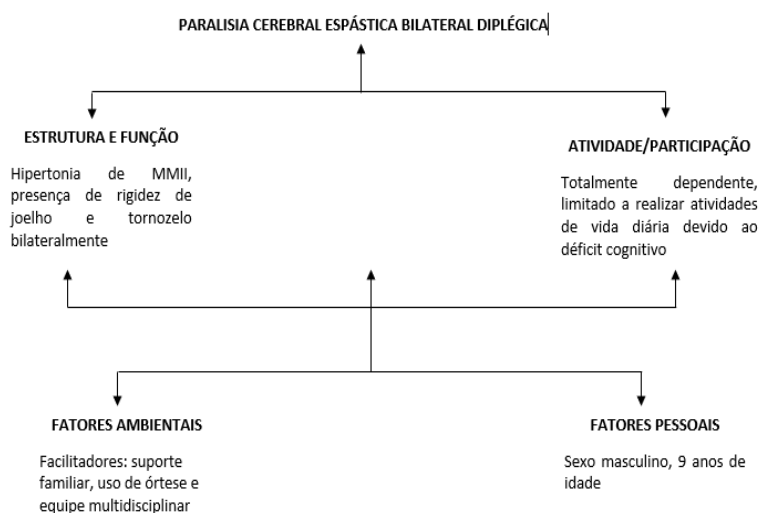 PARALISIA CEREBRAL ESPÁSTICA BILATERAL DIPLÉGICA
ESTRUTURA E FUNÇÃO
Hipertonia de MMII,
presença de rigidez de
joelho e tornozelo
bilateralmente
ATIVIDADE/PARTICIPAÇÃO
Totalmente dependente,
limitado a realizar atividades
de vida diária devido ao
déficit cognitivo
FATORES AMBIENTAIS
Facilitadores: suporte
familiar, uso de órtese e
equipe multidisciplinar
FATORES PESSOAIS
Sexo masculino, 9 anos de
idade